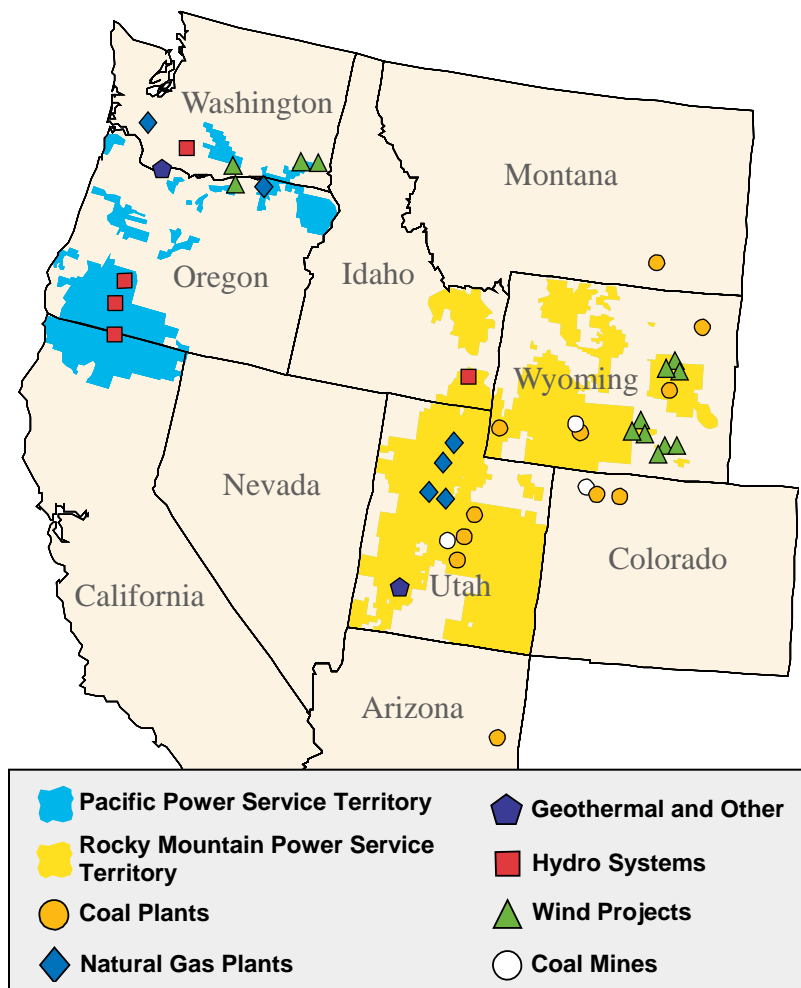 Washington
Montana
Oregon
Idaho
Wyoming
Nevada
Utah
Colorado
California
Arizona
Pacific Power Service Territory
Rocky Mountain Power Service
Territory
Coal Plants
Natural Gas Plants
Geothermal and Other
Hydro Systems
Wind Projects
Coal Mines